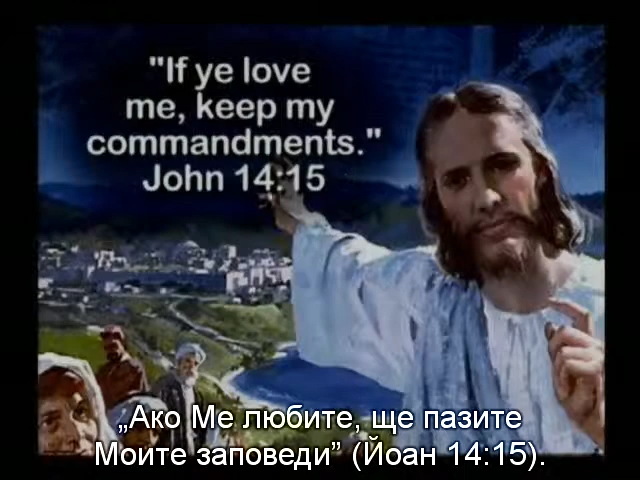 "If ye love
me, keep my
commandments."
John 14:15
„Ако Ме любите, ще пазите
Моите заповеди” (Йоан 14:15).